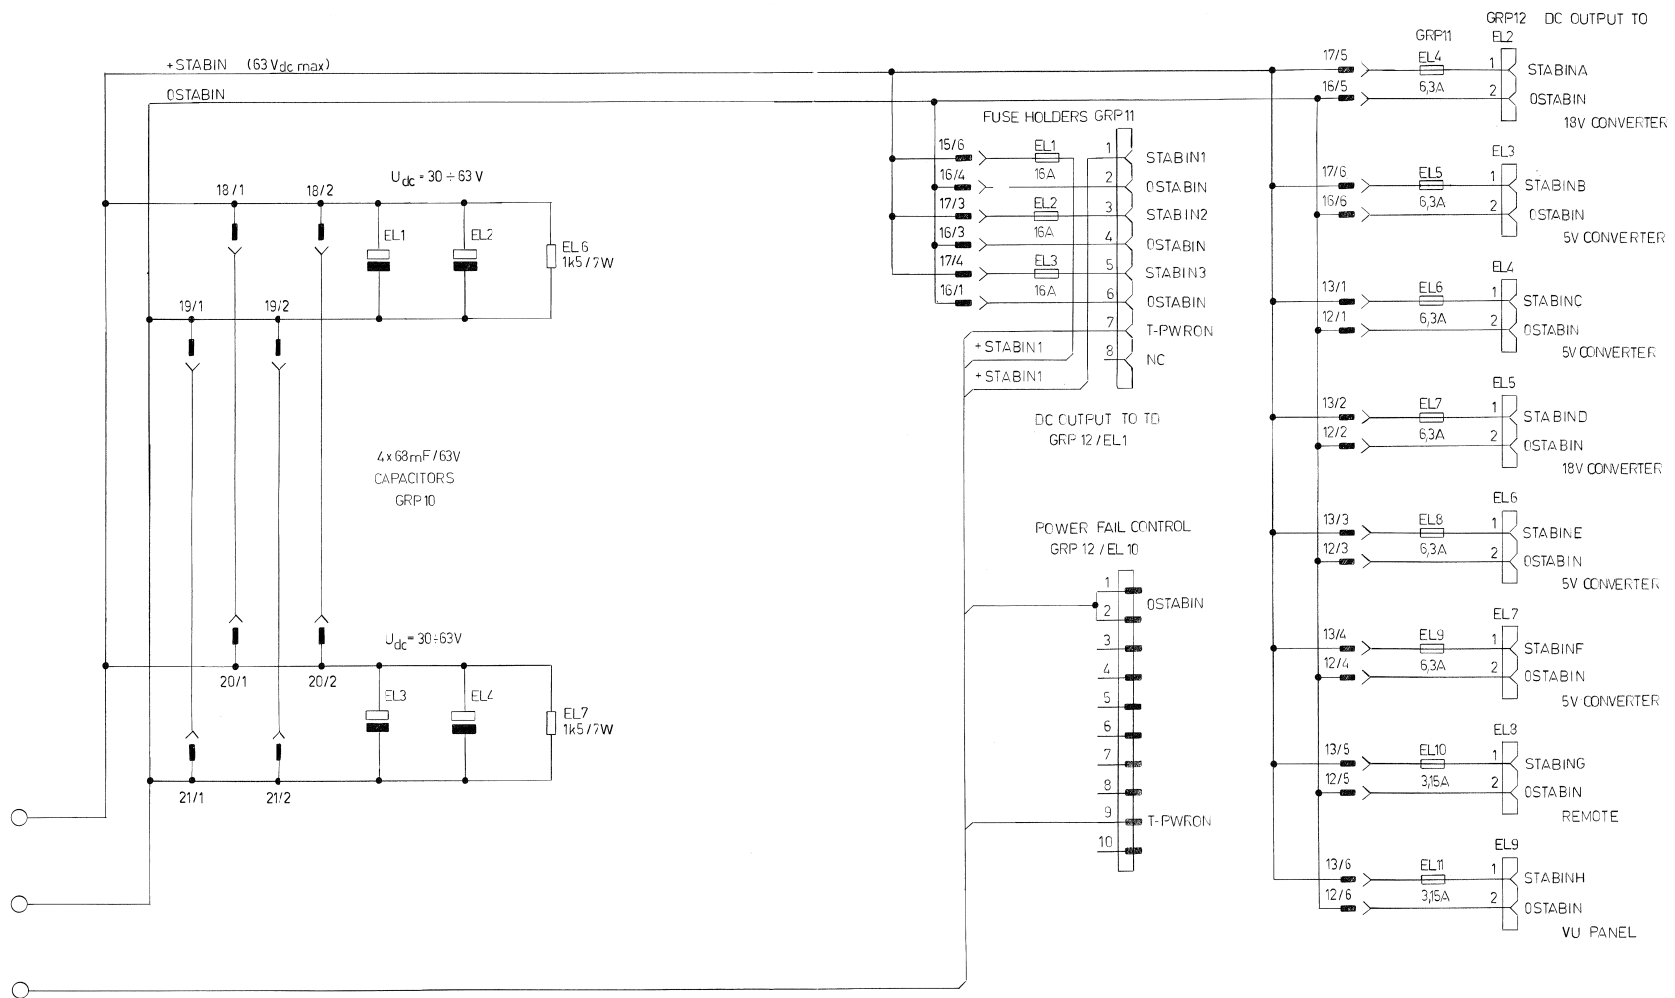 +STABIN (63Vdc max)
0STABIN
18/1
18/2
Udc = 30 ÷ 63 V
EL1
EL2
EL6
1k5/7W
19/1
19/2
4x68mF/63V
CAPACITORS
GRP10
Udc = 30÷63V
20/1
20/2
EL3
EL4
EL7
1k5/7W
21/1
21/2
FUSE HOLDERS GRP11
15/6
EL1
16A
1
STABIN1
16/4
2
0STABIN
17/3
EL2
16A
3
STABIN2
16/3
4
0STABIN
17/4
EL3
16A
5
STABIN3
16/1
6
0STABIN
7
T-PWRON
+STABIN1
8
NC
+STABIN1
DC OUTPUT TO TD
GRP 12/EL1
POWER FAIL CONTROL
GRP 12/EL10
1
2
0STABIN
3
4
5
6
7
8
9
T-PWRON
10
GRP12 DC OUTPUT TO
GRP11
EL2
17/5
EL4
6,3A
1
STABINA
16/5
2
0STABIN
18V CONVERTER
EL3
17/6
EL5
6,3A
1
STABINB
16/6
2
0STABIN
5V CONVERTER
EL4
13/1
EL6
6,3A
1
STABINC
12/1
2
0STABIN
5V CONVERTER
EL5
13/2
EL7
6,3A
1
STABIND
12/2
2
0STABIN
18V CONVERTER
EL6
13/3
EL8
6,3A
1
STABINE
12/3
2
0STABIN
5V CONVERTER
EL7
13/4
EL9
6,3A
1
STABINF
12/4
2
0STABIN
5V CONVERTER
EL8
13/5
EL10
3,15A
1
STABING
12/5
2
0STABIN
REMOTE
EL9
13/6
EL11
3,15A
1
STABINH
12/6
2
0STABIN
VU PANEL